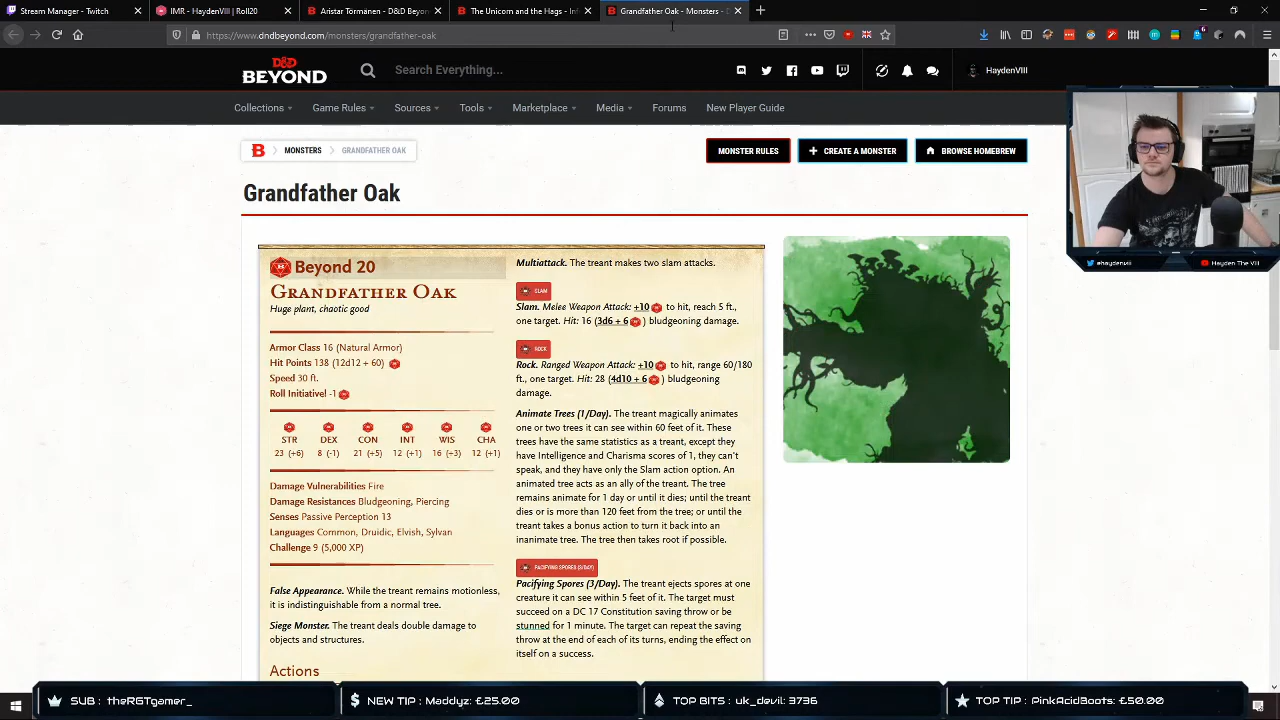 Stream Manager - Twitch
IMR - HaydenVIII | Roll20
Aristar Tormänen - D&D Beyon
The Unicorn and the Hags - Inf
Grandfather Oak - Monsters - D
https://www.dndbeyond.com/monsters/grandfather-oak
D&D
BEYOND
Search Everything...
HaydenVIII
Collections
Game Rules
Sources
Tools
Marketplace
Media
Forums
New Player Guide
MONSTERS
GRANDFATHER OAK
MONSTER RULES
CREATE A MONSTER
BROWSE HOMEBREW
Grandfather Oak
Beyond 20
GRANDFATHER OAK
Huge plant, chaotic good
Armor Class 16 (Natural Armor)
Hit Points 138 (12d12 + 60)
Speed 30 ft.
Roll Initiative! -1
STR DEX CON INT WIS CHA
23 (+6) 8 (-1) 21 (+5) 12 (+1) 16 (+3) 12 (+1)
Damage Vulnerabilities Fire
Damage Resistances Bludgeoning, Piercing
Senses Passive Perception 13
Languages Common, Druidic, Elvish, Sylvan
Challenge 9 (5,000 XP)
False Appearance. While the treant remains motionless,
it is indistinguishable from a normal tree.
Siege Monster. The treant deals double damage to
objects and structures.
Actions
Multiattack. The treant makes two slam attacks.
SLAM
Slam. Melee Weapon Attack: +10 to hit, reach 5 ft.,
one target. Hit: 16 (3d6 + 6 ) bludgeoning damage.
ROCK
Rock. Ranged Weapon Attack: +10 to hit, range 60/180
ft., one target. Hit: 28 (4d10 + 6 ) bludgeoning
damage.
Animate Trees (1/Day). The treant magically animates
one or two trees it can see within 60 feet of it. These
trees have the same statistics as a treant, except they
have Intelligence and Charisma scores of 1, they can't
speak, and they have only the Slam action option. An
animated tree acts as an ally of the treant. The tree
remains animate for 1 day or until it dies; until the treant
dies or is more than 120 feet from the tree; or until the
treant takes a bonus action to turn it back into an
inanimate tree. The tree then takes root if possible.
PACIFYING SPORES (3/DAY)
Pacifying Spores (3/Day). The treant ejects spores at one
creature it can see within 5 feet of it. The target must
succeed on a DC 17 Constitution saving throw or be
stunned for 1 minute. The target can repeat the saving
throw at the end of each of its turns, ending the effect on
itself on a success.
@haydenviii
Hayden The VIII
SUB : theRGTgamer_
NEW TIP : Maddyz: £25.00
TOP BITS : uk_devil: 3736
TOP TIP : PinkAcidBoots: £50.00